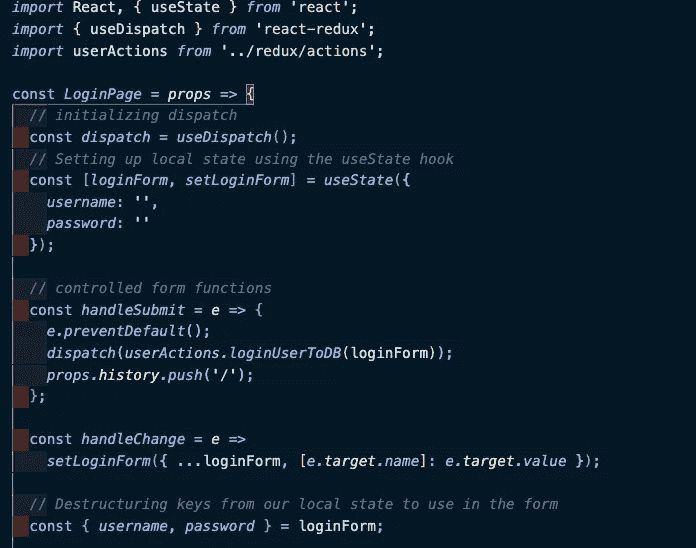 import React, { useState } from 'react';
import { useDispatch } from 'react-redux';
import userActions from '../redux/actions';
const LoginPage = props => {
// initializing dispatch
const dispatch = useDispatch();
// Setting up local state using the useState hook
const [loginForm, setLoginForm] = useState({
username: '',
password: ''
});
// controlled form functions
const handleSubmit = e => {
e.preventDefault();
dispatch(userActions.loginUserToDB(loginForm));
props.history.push('/');
};
const handleChange = e =>
setLoginForm({ ...loginForm, [e.target.name]: e.target.value });
// Destructuring keys from our local state to use in the form
const { username, password } = loginForm;